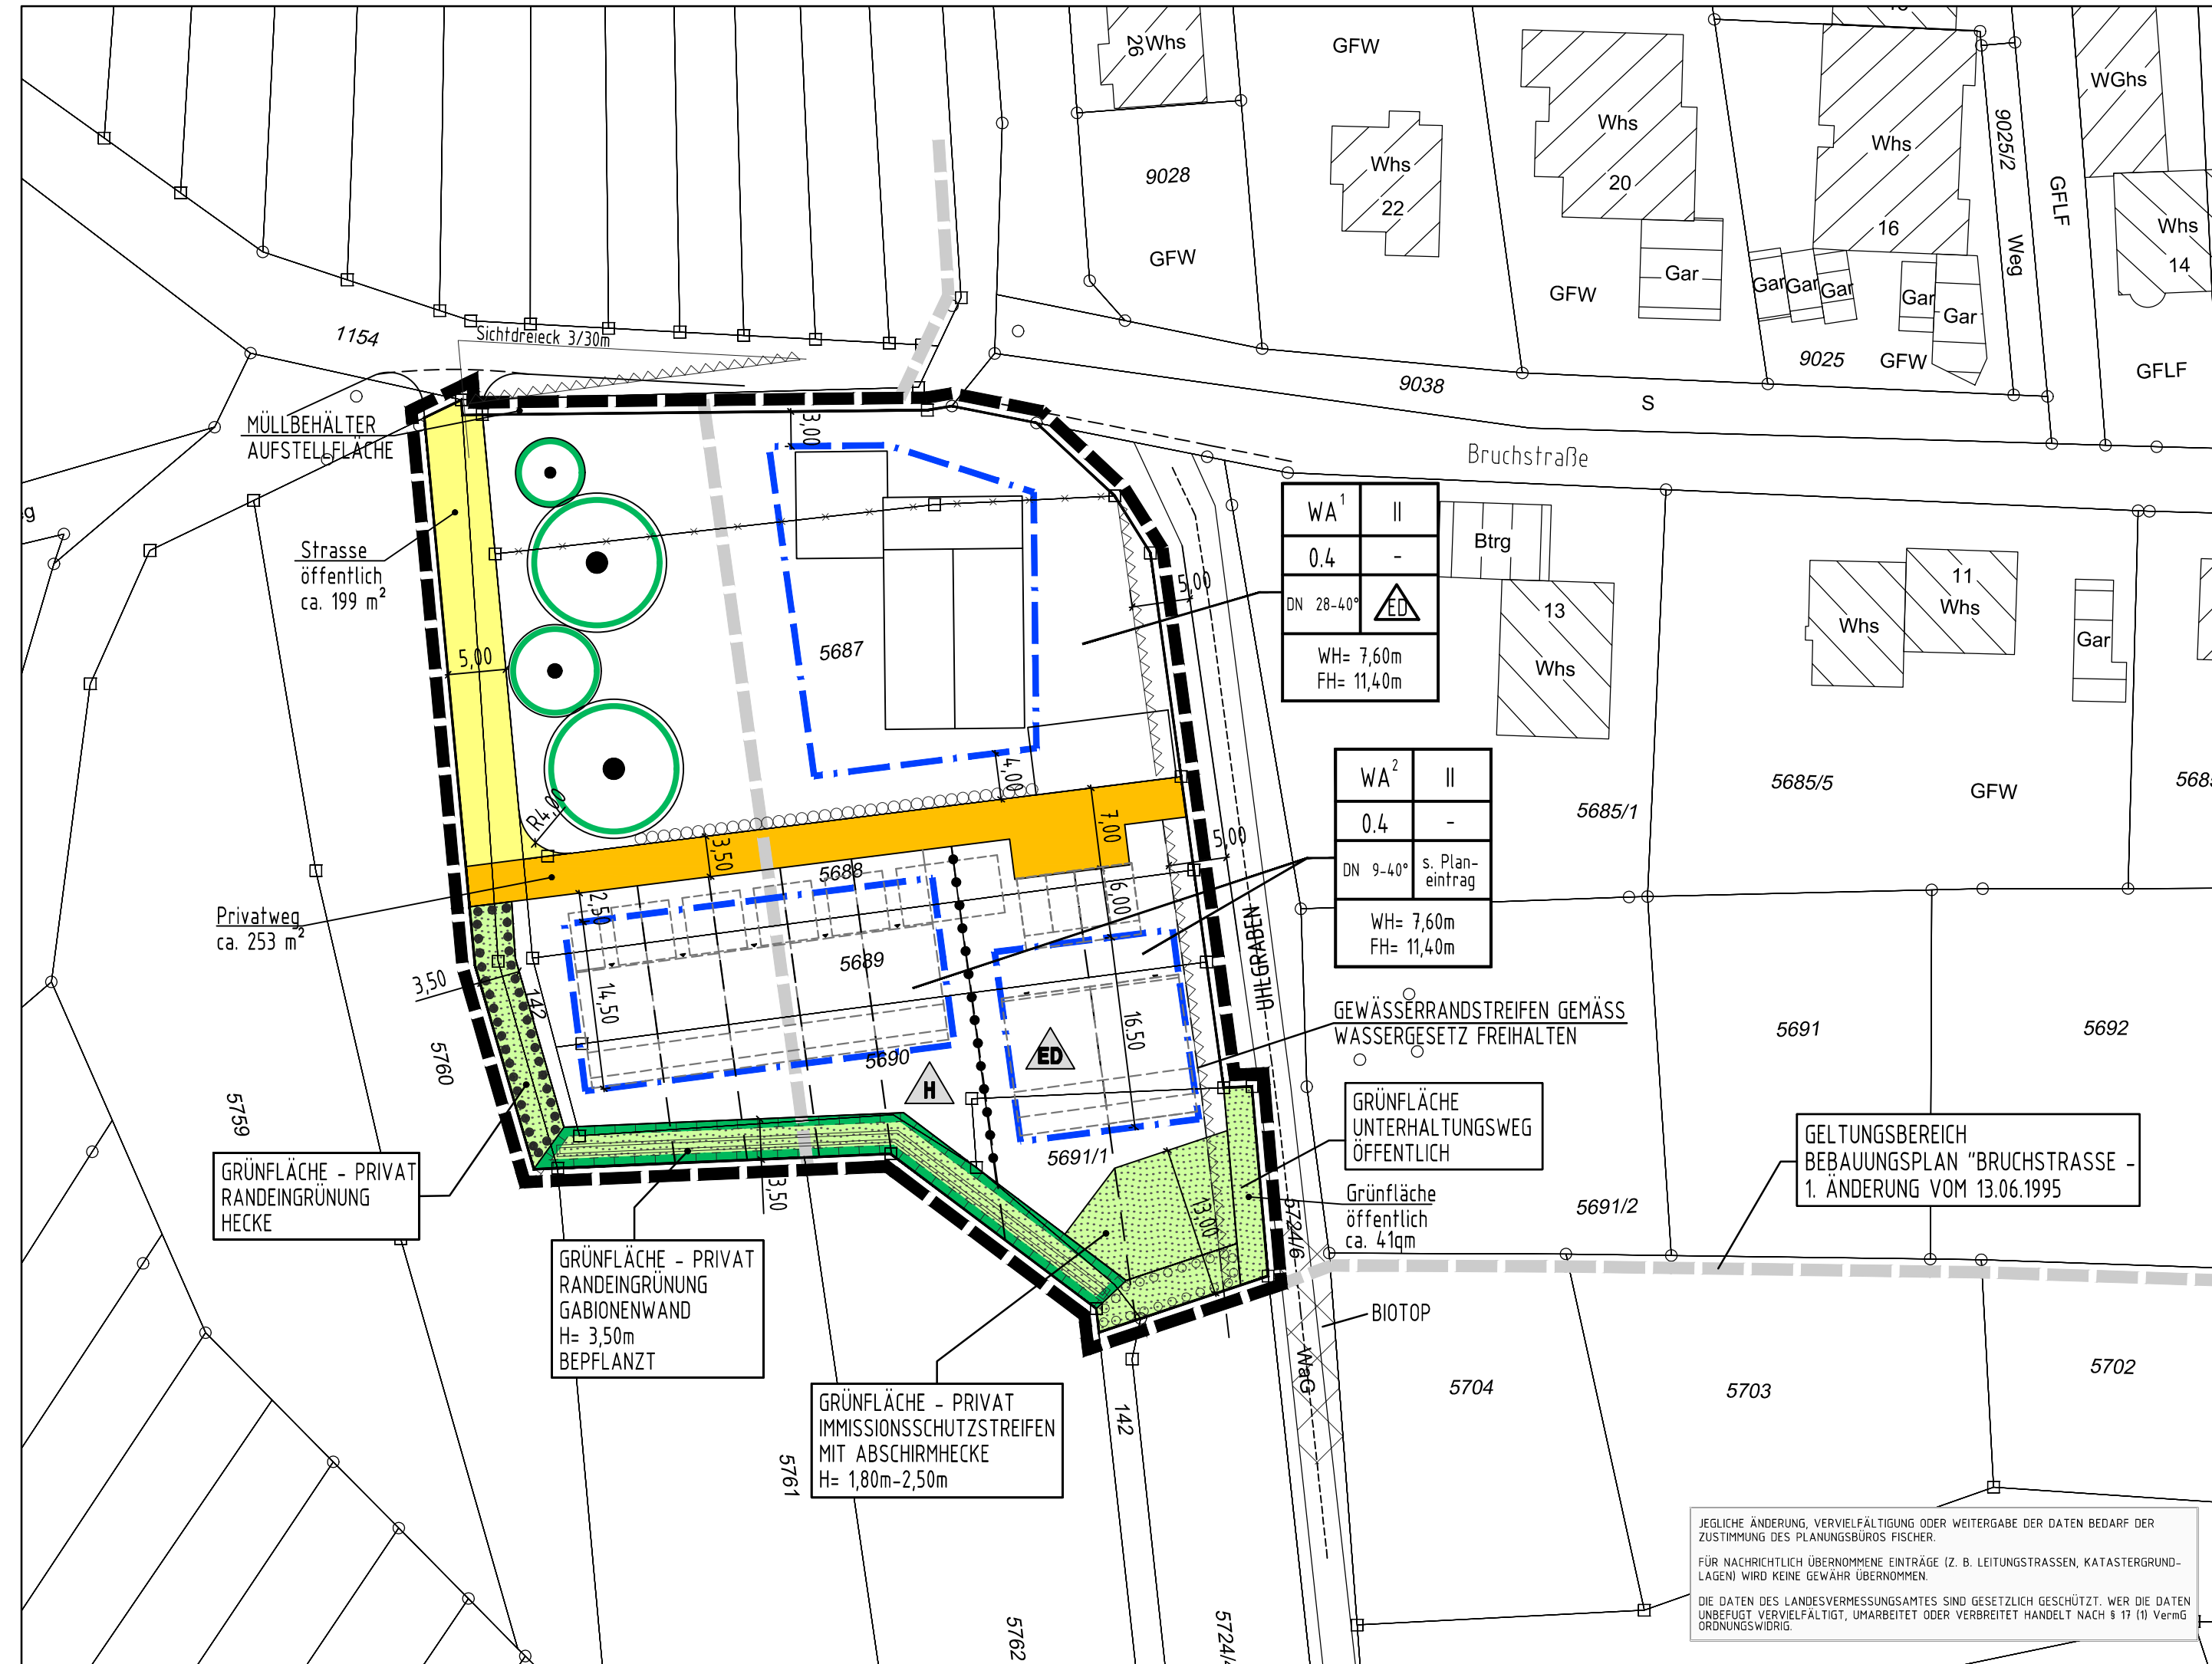 26
Whs
GFW
Whs
20
Whs
22
9028
GFW
Whs
16
9025/2
Weg
GFLF
WGhs
Whs
14
Gar
GFW
Gar
Gar
Gar
Gar
Gar
9025
GFW
GFLF
1154
Sichtdreieck 3/30m
9038
S
Bruchstraße
MÜLLBEHÄLTER
AUFSTELLFLÄCHE
3,00
Strasse
öffentlich
ca. 199 m²
5,00
5687
5,00
WA¹ II
0.4 -
DN 28-40° ED
WH= 7,60m
FH= 11,40m
Btrg
13
Whs
Whs
11
Whs
Gar
4,00
R4,00
3,50
7,00
5688
5,00
WA² II
0.4 -
DN 9-40° s. Plan-
eintrag
WH= 7,60m
FH= 11,40m
5685/1
5685/5
GFW
Privatweg
ca. 253 m²
2,50
6,00
5689
3,50
142
14,50
16.50
UHLGRABEN
GEWÄSSERRANDSTREIFEN GEMÄSS
WASSERGESETZ FREIHALTEN
5691
5692
5760
5690
ED
H
5759
5691/1
GRÜNFLÄCHE
UNTERHALTUNGSWEG
ÖFFENTLICH
GELTUNGSBEREICH
BEBAUUNGSPLAN "BRUCHSTRASSE -
1. ÄNDERUNG VOM 13.06.1995
GRÜNFLÄCHE - PRIVAT
RANDEINGRÜNUNG
HECKE
3,50
13.00
Grünfläche
öffentlich
ca. 41qm
5724/6
5691/2
GRÜNFLÄCHE - PRIVAT
RANDEINGRÜNUNG
GABIONENWAND
H= 3,50m
BEPFLANZT
BIOTOP
WaG
5704
5703
5702
GRÜNFLÄCHE - PRIVAT
IMMISSIONSSCHUTZSTREIFEN
MIT ABSCHIRMHECKE
H= 1,80m-2,50m
142
5761
5762
JEGLICHE ÄNDERUNG, VERVIELFÄLTIGUNG ODER WEITERGABE DER DATEN BEDARF DER
ZUSTIMMUNG DES PLANUNGSBÜROS FISCHER.
FÜR NACHRICHTLICH ÜBERNOMMENE EINTRÄGE (Z. B. LEITUNGSTRASSEN, KATASTERGRUND-
LAGEN) WIRD KEINE GEWÄHR ÜBERNOMMEN.
DIE DATEN DES LANDESVERMESSUNGSAMTES SIND GESETZLICH GESCHÜTZT. WER DIE DATEN
UNBEFUGT VERVIELFÄLTIGT, UMARBEITET ODER VERBREITET HANDELT NACH § 17 (1) VermG
ORDNUNGSWIDRIG.